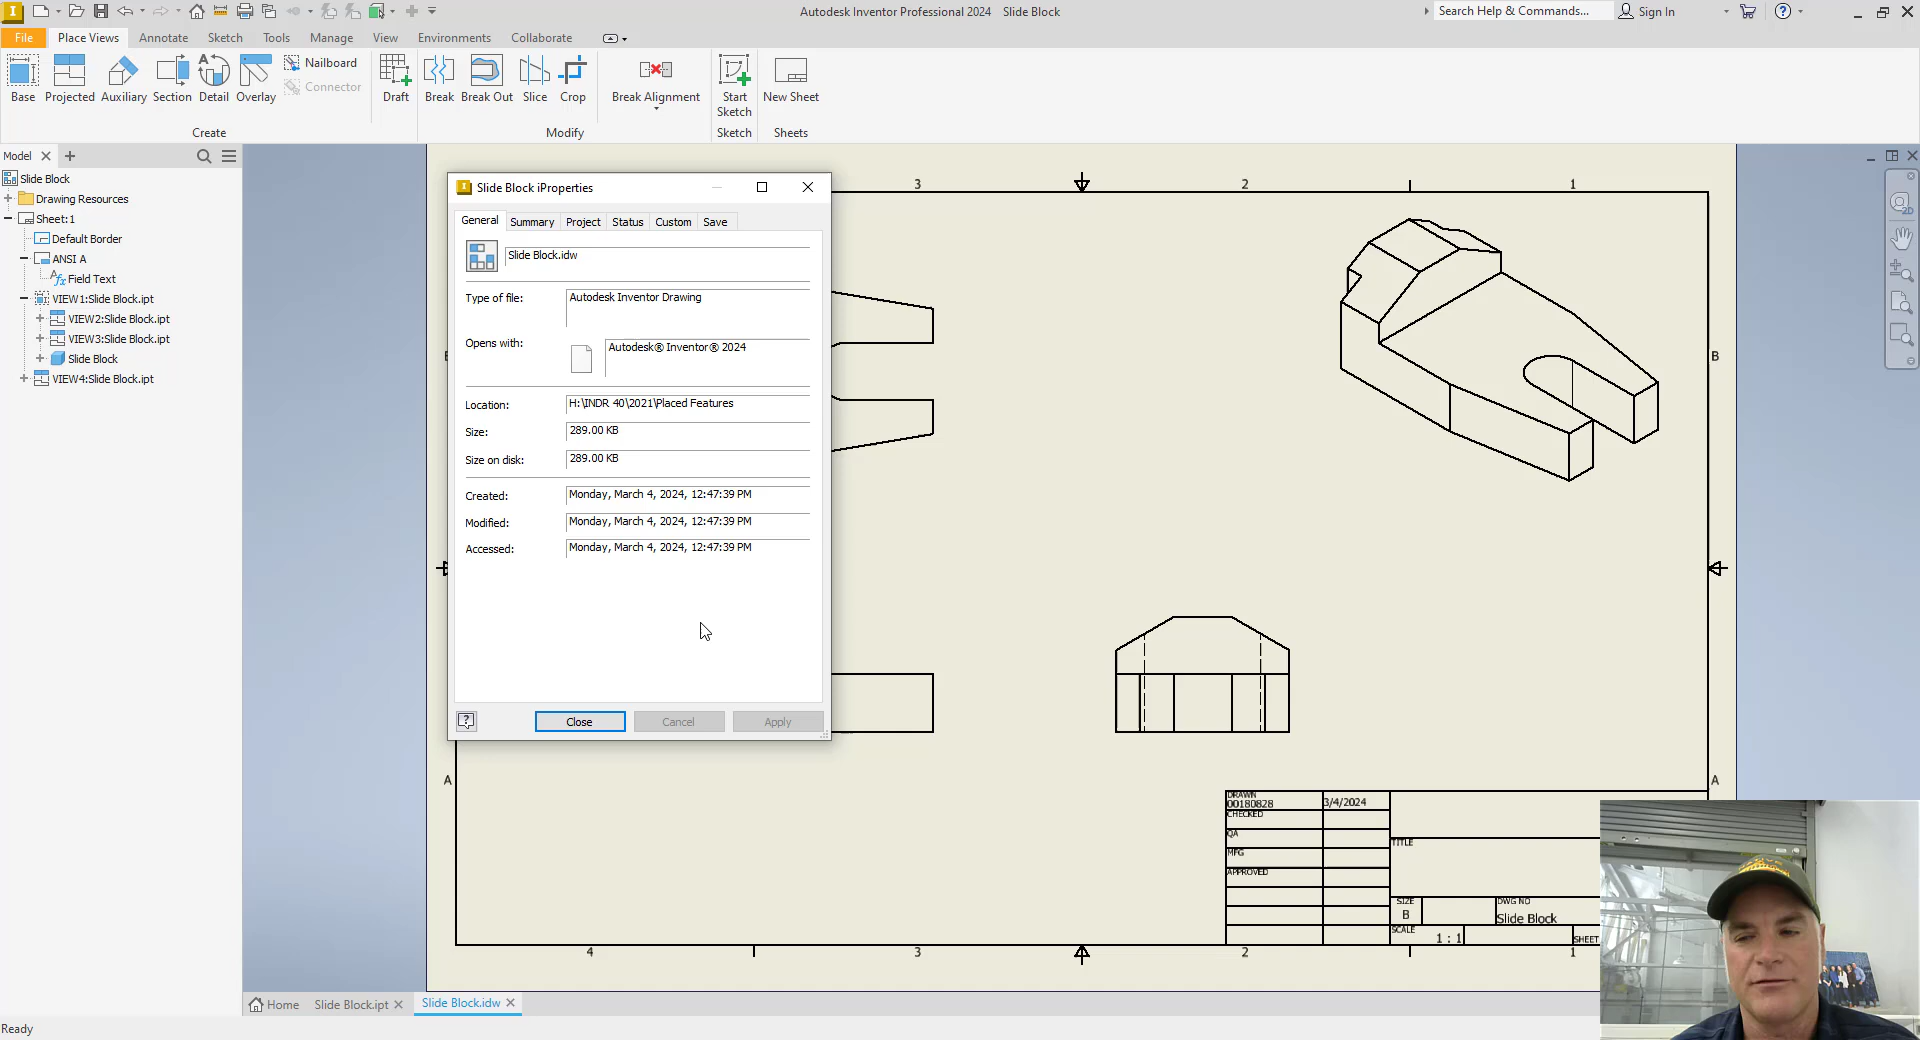 Autodesk Inventor Professional 2024 Slide Block
Search Help & Commands...
Sign In
File
Place Views
Annotate
Sketch
Tools
Manage
View
Environments
Collaborate
Base
Projected
Auxiliary
Section
Detail
Overlay
Nailboard
Connector
Draft
Break
Break Out
Slice
Crop
Break Alignment
Start
Sketch
New Sheet
Create
Modify
Sketch
Sheets
Model
Slide Block
Drawing Resources
Sheet:1
Default Border
ANSI A
Field Text
VIEW1:Slide Block.ipt
VIEW2:Slide Block.ipt
VIEW3:Slide Block.ipt
Slide Block
VIEW4:Slide Block.ipt
Slide Block iProperties
General
Summary
Project
Status
Custom
Save
Slide Block.idw
Type of file: Autodesk Inventor Drawing
Opens with: Autodesk® Inventor® 2024
Location: H:\INDR 40\2021\Placed Features
Size: 289.00 KB
Size on disk: 289.00 KB
Created: Monday, March 4, 2024, 12:47:39 PM
Modified: Monday, March 4, 2024, 12:47:39 PM
Accessed: Monday, March 4, 2024, 12:47:39 PM
Close
Cancel
Apply
3
2
1
B
A
A
DRAWN
00180828
3/4/2024
CHECKED
QA
MFG
APPROVED
TITLE
SIZE
B
DWG NO
Slide Block
SCALE
1 : 1
SHEET
4
3
2
1
Home
Slide Block.ipt
Slide Block.idw
Ready